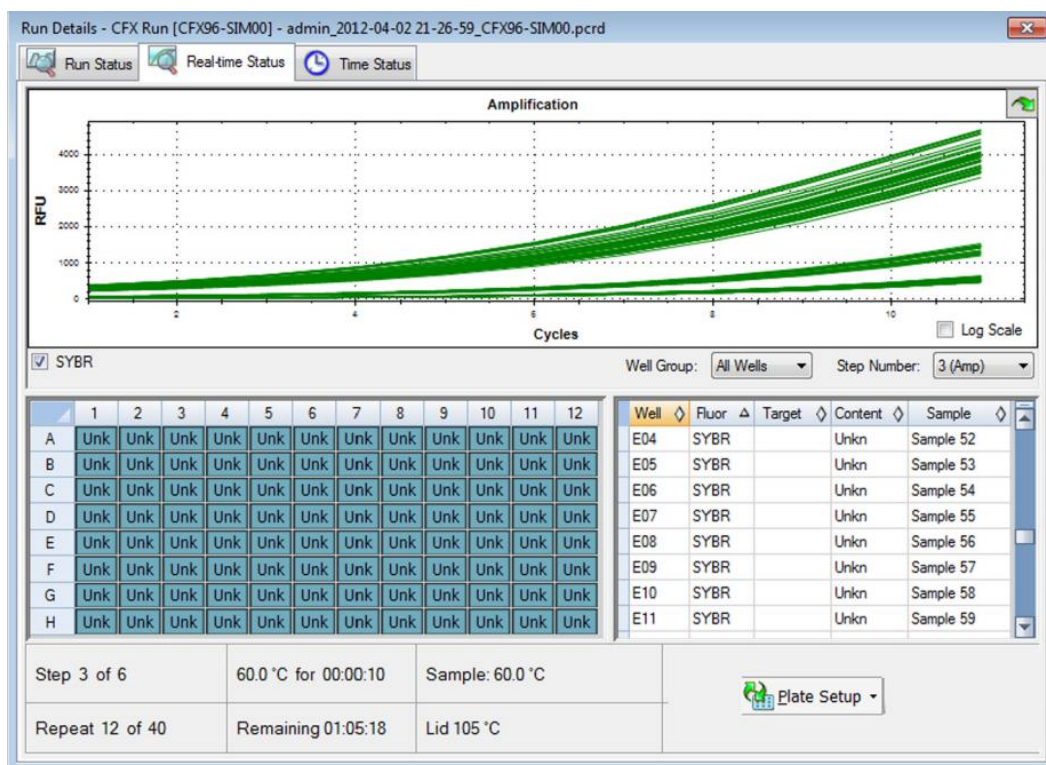 Run Details - CFX Run [CFX96-SIM00] - admin_2012-04-02 21-26-59_CFX96-SIM00.pcrd
Run Status Real-time Status Time Status
Amplification
4000
3000
2000
1000
0
RFU
2 4 6 8 10
Cycles
Log Scale
SYBR Well Group: All Wells Step Number: 3 (Amp)
1 2 3 4 5 6 7 8 9 10 11 12
A Unk Unk Unk Unk Unk Unk Unk Unk Unk Unk Unk Unk
B Unk Unk Unk Unk Unk Unk Unk Unk Unk Unk Unk Unk
C Unk Unk Unk Unk Unk Unk Unk Unk Unk Unk Unk Unk
D Unk Unk Unk Unk Unk Unk Unk Unk Unk Unk Unk Unk
E Unk Unk Unk Unk Unk Unk Unk Unk Unk Unk Unk Unk
F Unk Unk Unk Unk Unk Unk Unk Unk Unk Unk Unk Unk
G Unk Unk Unk Unk Unk Unk Unk Unk Unk Unk Unk Unk
H Unk Unk Unk Unk Unk Unk Unk Unk Unk Unk Unk Unk
Well Fluor Target Content Sample
E04 SYBR Unkn Sample 52
E05 SYBR Unkn Sample 53
E06 SYBR Unkn Sample 54
E07 SYBR Unkn Sample 55
E08 SYBR Unkn Sample 56
E09 SYBR Unkn Sample 57
E10 SYBR Unkn Sample 58
E11 SYBR Unkn Sample 59
Step 3 of 6 60.0 °C for 00:00:10 Sample: 60.0 °C
Plate Setup
Repeat 12 of 40 Remaining 01:05:18 Lid 105 °C